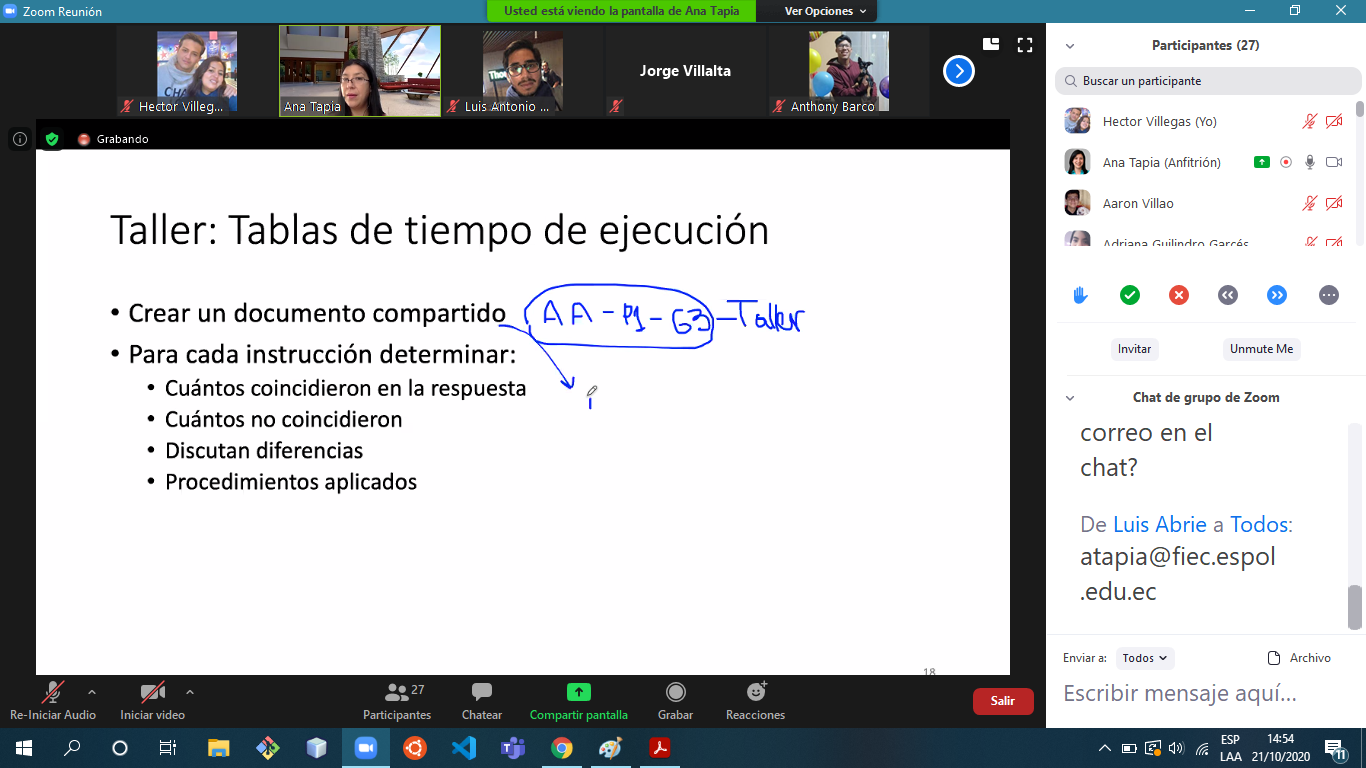 Zoom Reunión
Usted está viendo la pantalla de Ana Tapia
Ver Opciones
Hector Villeg...
Ana Tapia
Luis Antonio ...
Jorge Villalta
Anthony Barco
Grabando
Taller: Tablas de tiempo de ejecución
• Crear un documento compartido AA-P1-G3-Taller
• Para cada instrucción determinar:
• Cuántos coincidieron en la respuesta
• Cuántos no coincidieron
• Discutan diferencias
• Procedimientos aplicados
18
Re-Iniciar Audio
Iniciar video
27
Participantes
Chatear
Compartir pantalla
Grabar
Reacciones
Salir
Participantes (27)
Buscar un participante
Hector Villegas (Yo)
Ana Tapia (Anfitrión)
Aaron Villao
Adriana Guilindro Garcés
Invitar
Unmute Me
Chat de grupo de Zoom
correo en el
chat?
De Luis Abrie a Todos:
atapia@fiec.espol
.edu.ec
Enviar a: Todos
Archivo
Escribir mensaje aquí...
ESP
LAA
14:54
21/10/2020
11